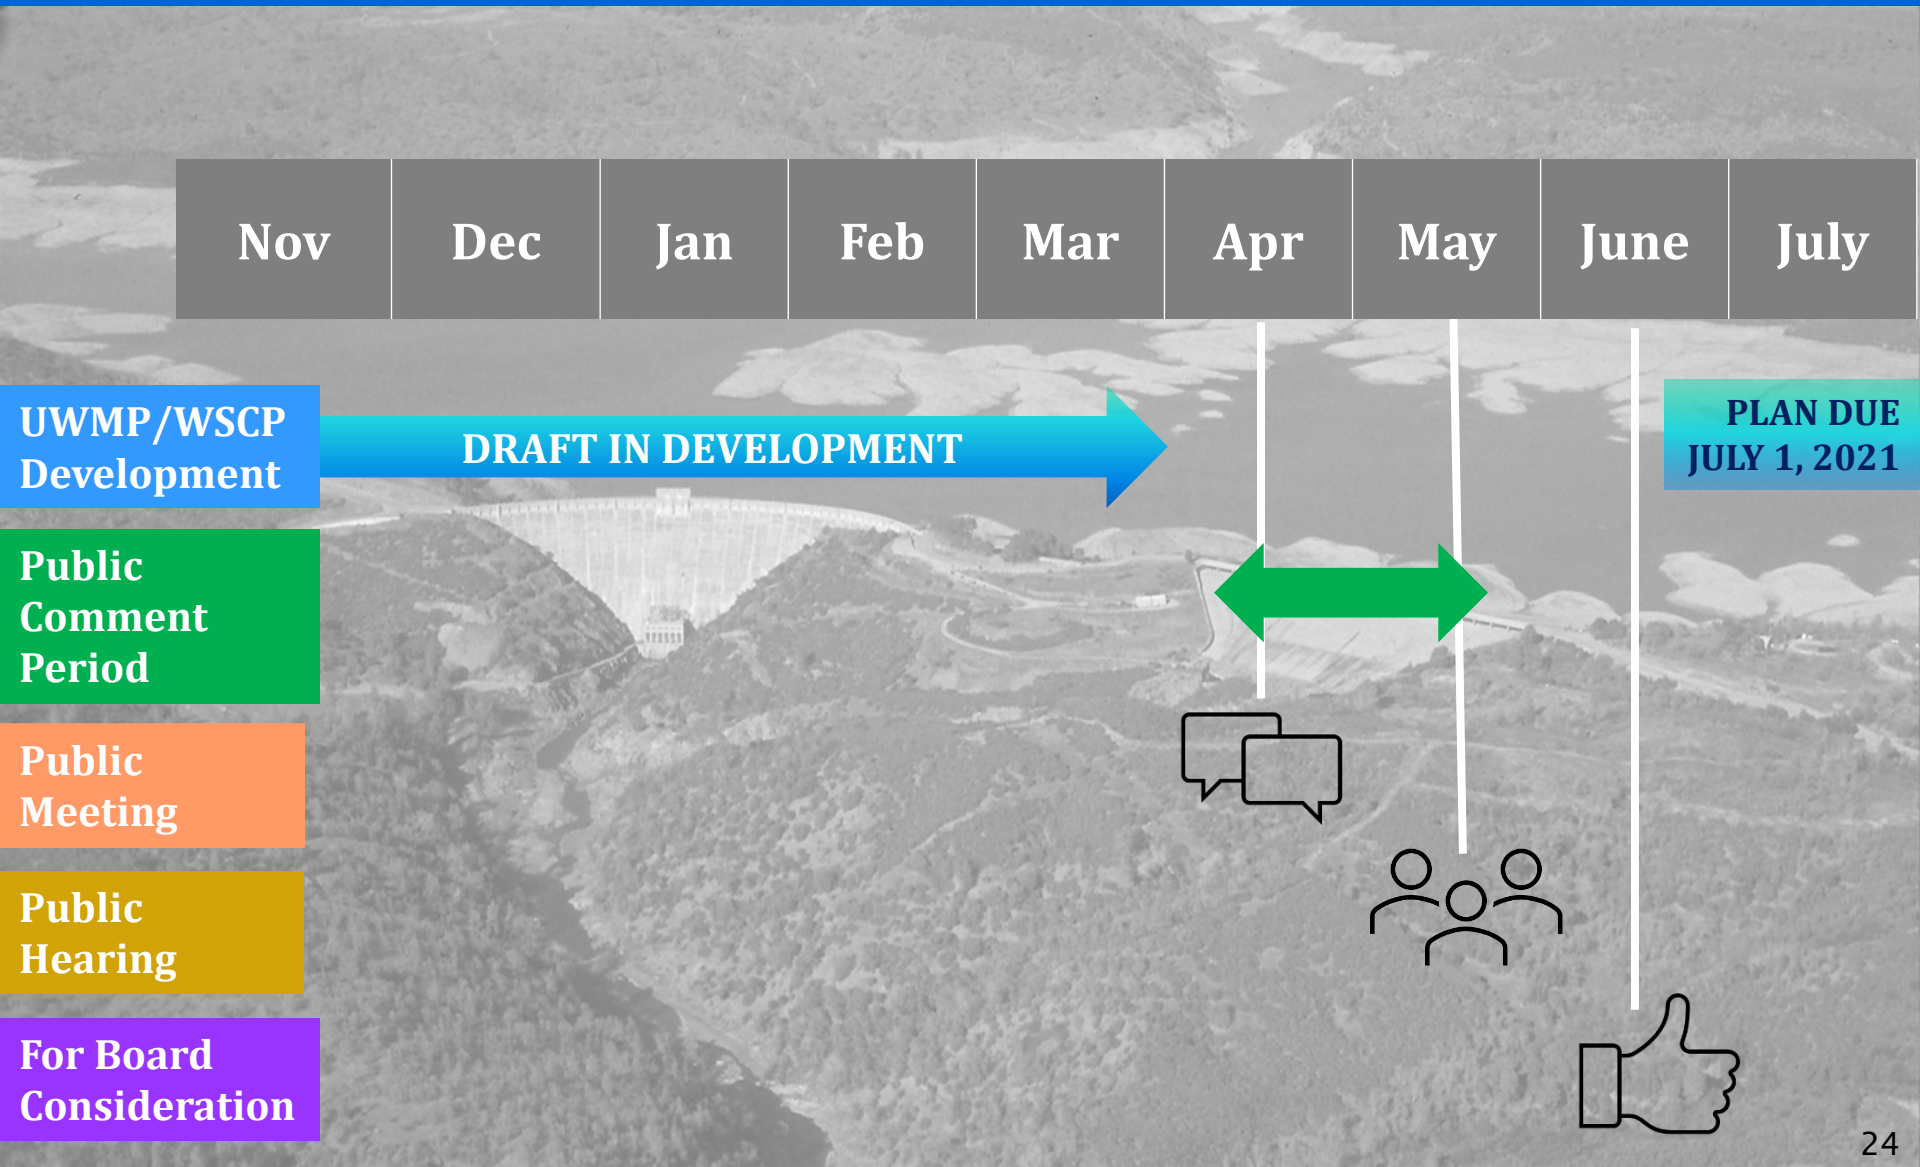 Nov Dec Jan Feb Mar Apr May June July
UWMP/WSCP
Development
DRAFT IN DEVELOPMENT
PLAN DUE
JULY 1, 2021
Public
Comment
Period
Public
Meeting
Public
Hearing
For Board
Consideration
24